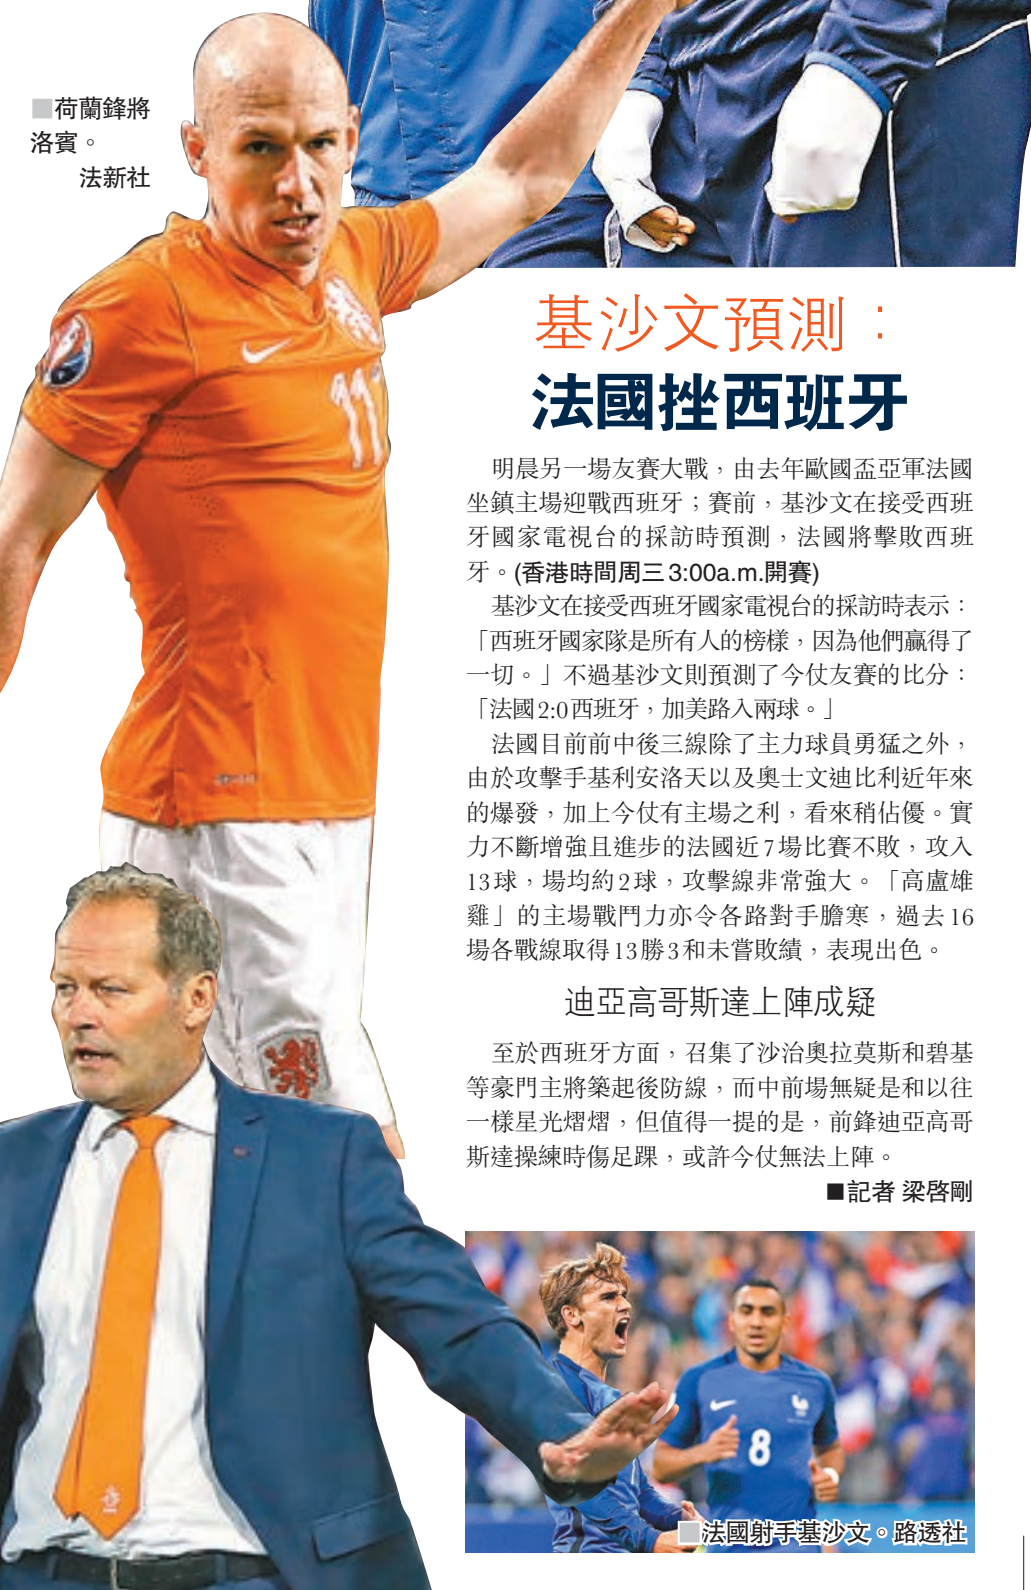 ■荷蘭鋒將
洛賓。
法新社
11
基沙文預測：
法國挫西班牙
明晨另一場友賽大戰，由去年歐國盃亞軍法國
坐鎮主場迎戰西班牙；賽前，基沙文在接受西班
牙國家電視台的採訪時預測，法國將擊敗西班
牙。(香港時間周三3:00a.m.開賽)
基沙文在接受西班牙國家電視台的採訪時表示：
「西班牙國家隊是所有人的榜樣，因為他們贏得了
一切。」不過基沙文則預測了今仗友賽的比分：
「法國2:0西班牙，加美路入兩球。」
法國目前前中後三線除了主力球員勇猛之外，
由於攻擊手基利安洛天以及奧士文迪比利近年來
的爆發，加上今仗有主場之利，看來稍佔優。實
力不斷增強且進步的法國近7場比賽不敗，攻入
13球，場均約2球，攻擊線非常強大。「高盧雄
雞」的主場戰鬥力亦令各路對手膽寒，過去16
場各戰線取得13勝3和未嘗敗績，表現出色。
迪亞高哥斯達上陣成疑
至於西班牙方面，召集了沙治奧拉莫斯和碧基
等豪門主將築起後防線，而中前場無疑是和以往
一樣星光熠熠，但值得一提的是，前鋒迪亞高哥
斯達操練時傷足踝，或許今仗無法上陣。
■記者 梁啓剛
8
■法國射手基沙文。路透社